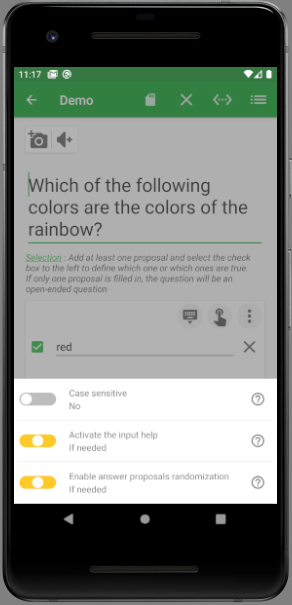 11:17
Demo
Which of the following
colors are the colors of the
rainbow?
Selection : Add at least one proposal and select the check
box to the left to define which one or which ones are true.
If only one proposal is filled in, the question will be an
open-ended question
red
Case sensitive
No
Activate the input help
If needed
Enable answer proposals randomization
If needed